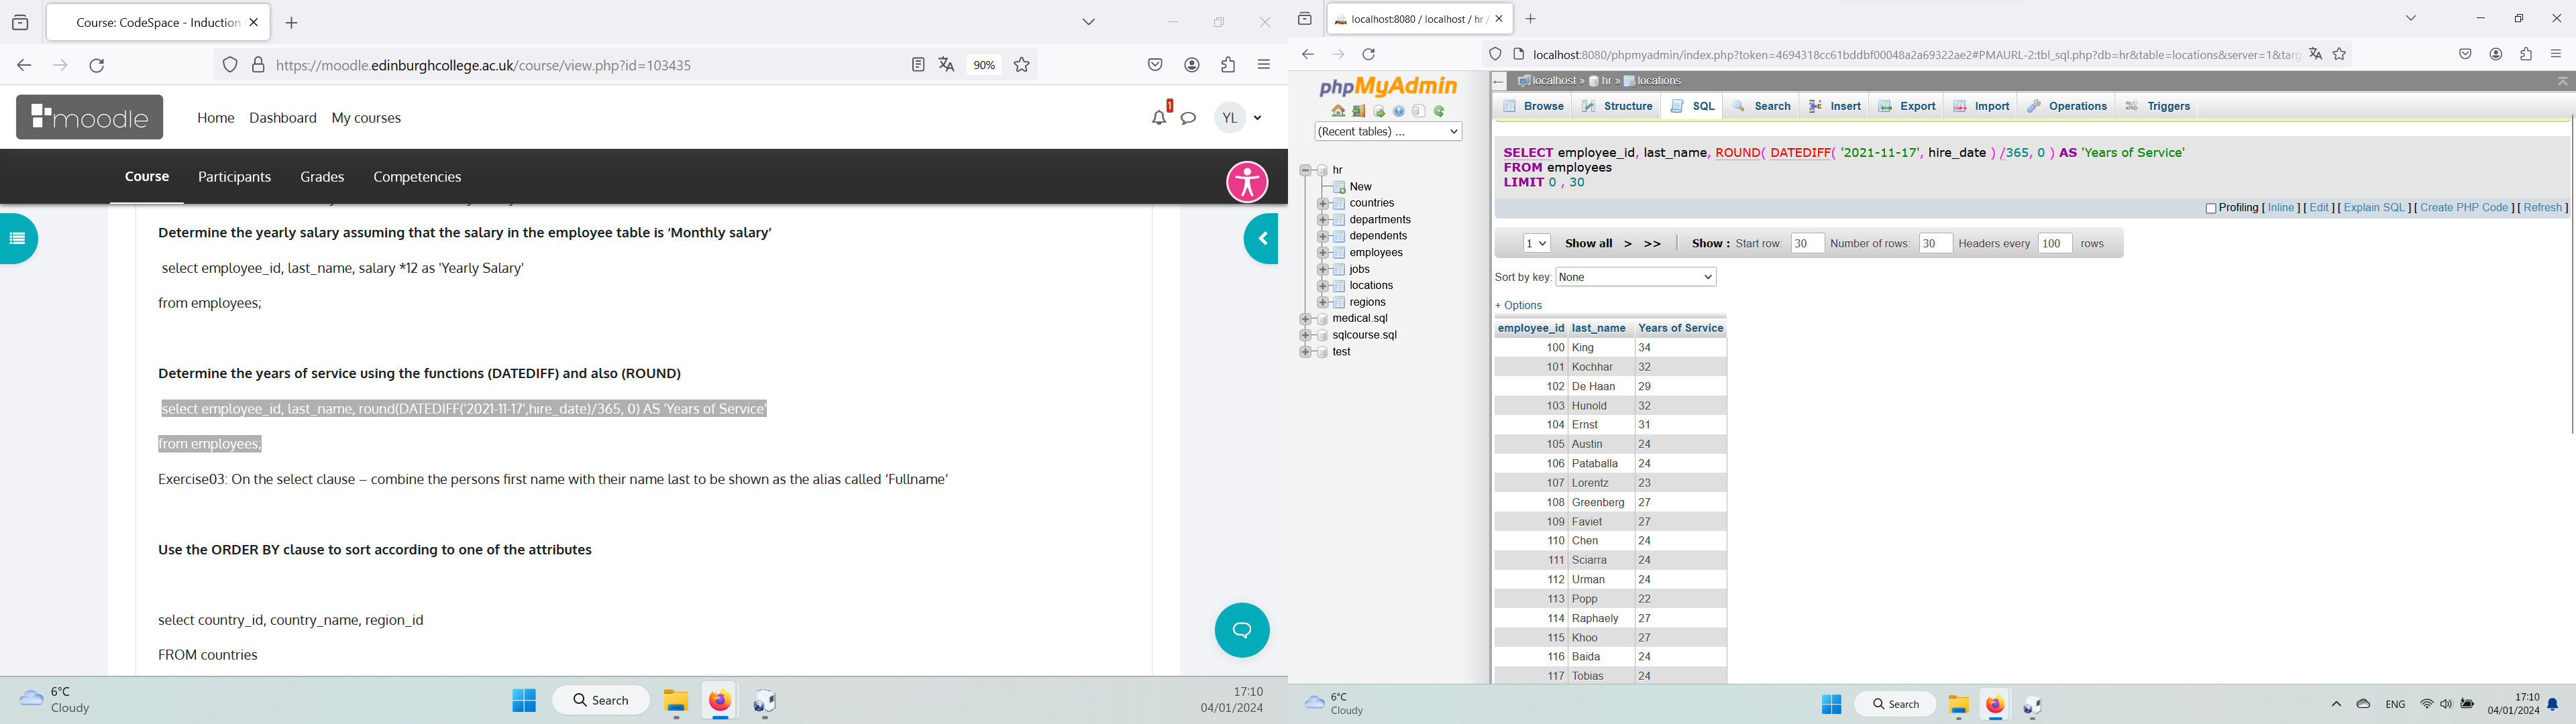 Course: CodeSpace - Induction
https://moodle.edinburghcollege.ac.uk/course/view.php?id=103435
90%
moodle
Home
Dashboard
My courses
1
YL
Course
Participants
Grades
Competencies
Determine the yearly salary assuming that the salary in the employee table is ‘Monthly salary’
select employee_id, last_name, salary *12 as 'Yearly Salary'
from employees;
Determine the years of service using the functions (DATEDIFF) and also (ROUND)
select employee_id, last_name, round(DATEDIFF('2021-11-17',hire_date)/365, 0) AS 'Years of Service'
from employees;
Exercise03: On the select clause – combine the persons first name with their name last to be shown as the alias called ‘Fullname’
Use the ORDER BY clause to sort according to one of the attributes
select country_id, country_name, region_id
FROM countries
6°C
Cloudy
Search
17:10
04/01/2024
localhost:8080 / localhost / hr /
localhost:8080/phpmyadmin/index.php?token=4694318cc61bddbf00048a2a69322ae2#PMAURL-2:tbl_sql.php?db=hr&table=locations&server=1&targ
phpMyAdmin
(Recent tables) ...
hr
New
countries
departments
dependents
employees
jobs
locations
regions
medical.sql
sqlcourse.sql
test
localhost » hr » locations
Browse
Structure
SQL
Search
Insert
Export
Import
Operations
Triggers
SELECT employee_id, last_name, ROUND( DATEDIFF( '2021-11-17', hire_date ) /365, 0 ) AS 'Years of Service'
FROM employees
LIMIT 0 , 30
Profiling [ Inline ] [ Edit ] [ Explain SQL ] [ Create PHP Code ] [ Refresh ]
1 Show all > >> Show : Start row: 30 Number of rows: 30 Headers every 100 rows
Sort by key: None
+ Options
employee_id last_name Years of Service
100 King 34
101 Kochhar 32
102 De Haan 29
103 Hunold 32
104 Ernst 31
105 Austin 24
106 Pataballa 24
107 Lorentz 23
108 Greenberg 27
109 Faviet 27
110 Chen 24
111 Sciarra 24
112 Urman 24
113 Popp 22
114 Raphaely 27
115 Khoo 27
116 Baida 24
117 Tobias 24
6°C
Cloudy
Search
ENG
17:10
04/01/2024